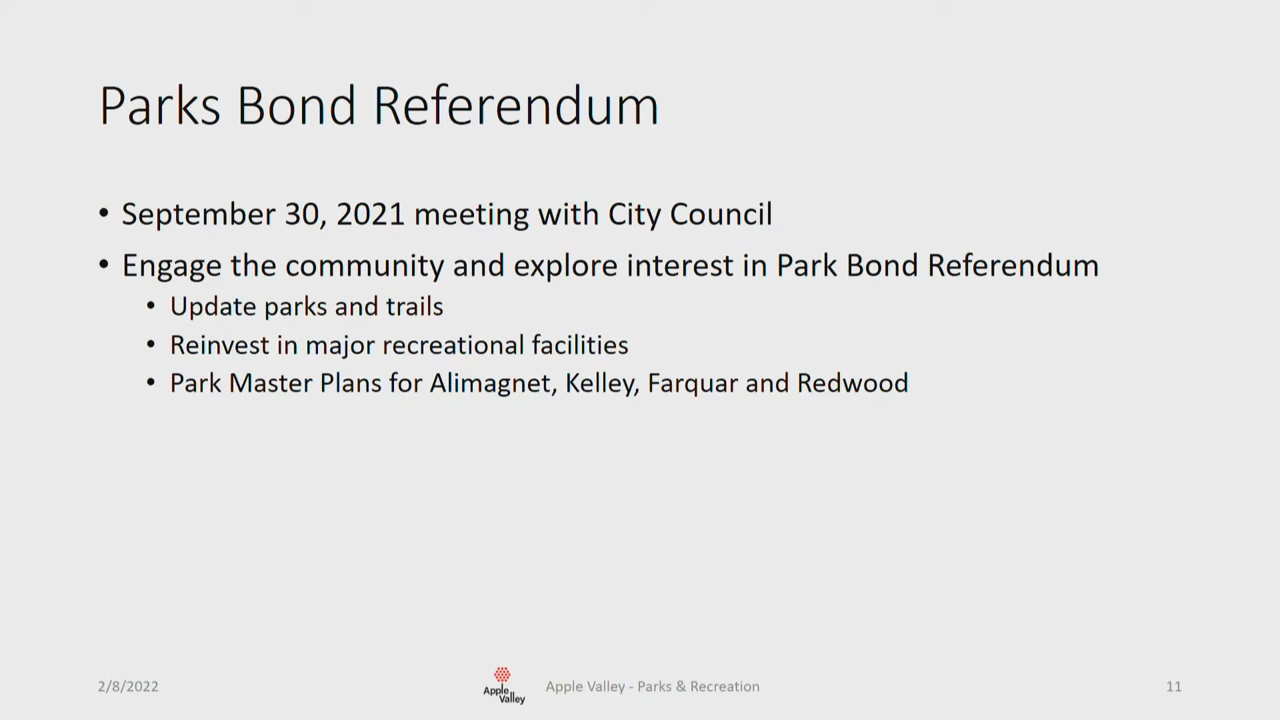 Parks Bond Referendum
• September 30, 2021 meeting with City Council
• Engage the community and explore interest in Park Bond Referendum
• Update parks and trails
• Reinvest in major recreational facilities
• Park Master Plans for Alimagnet, Kelley, Farquar and Redwood
2/8/2022
Apple
Valley
Apple Valley - Parks & Recreation
11